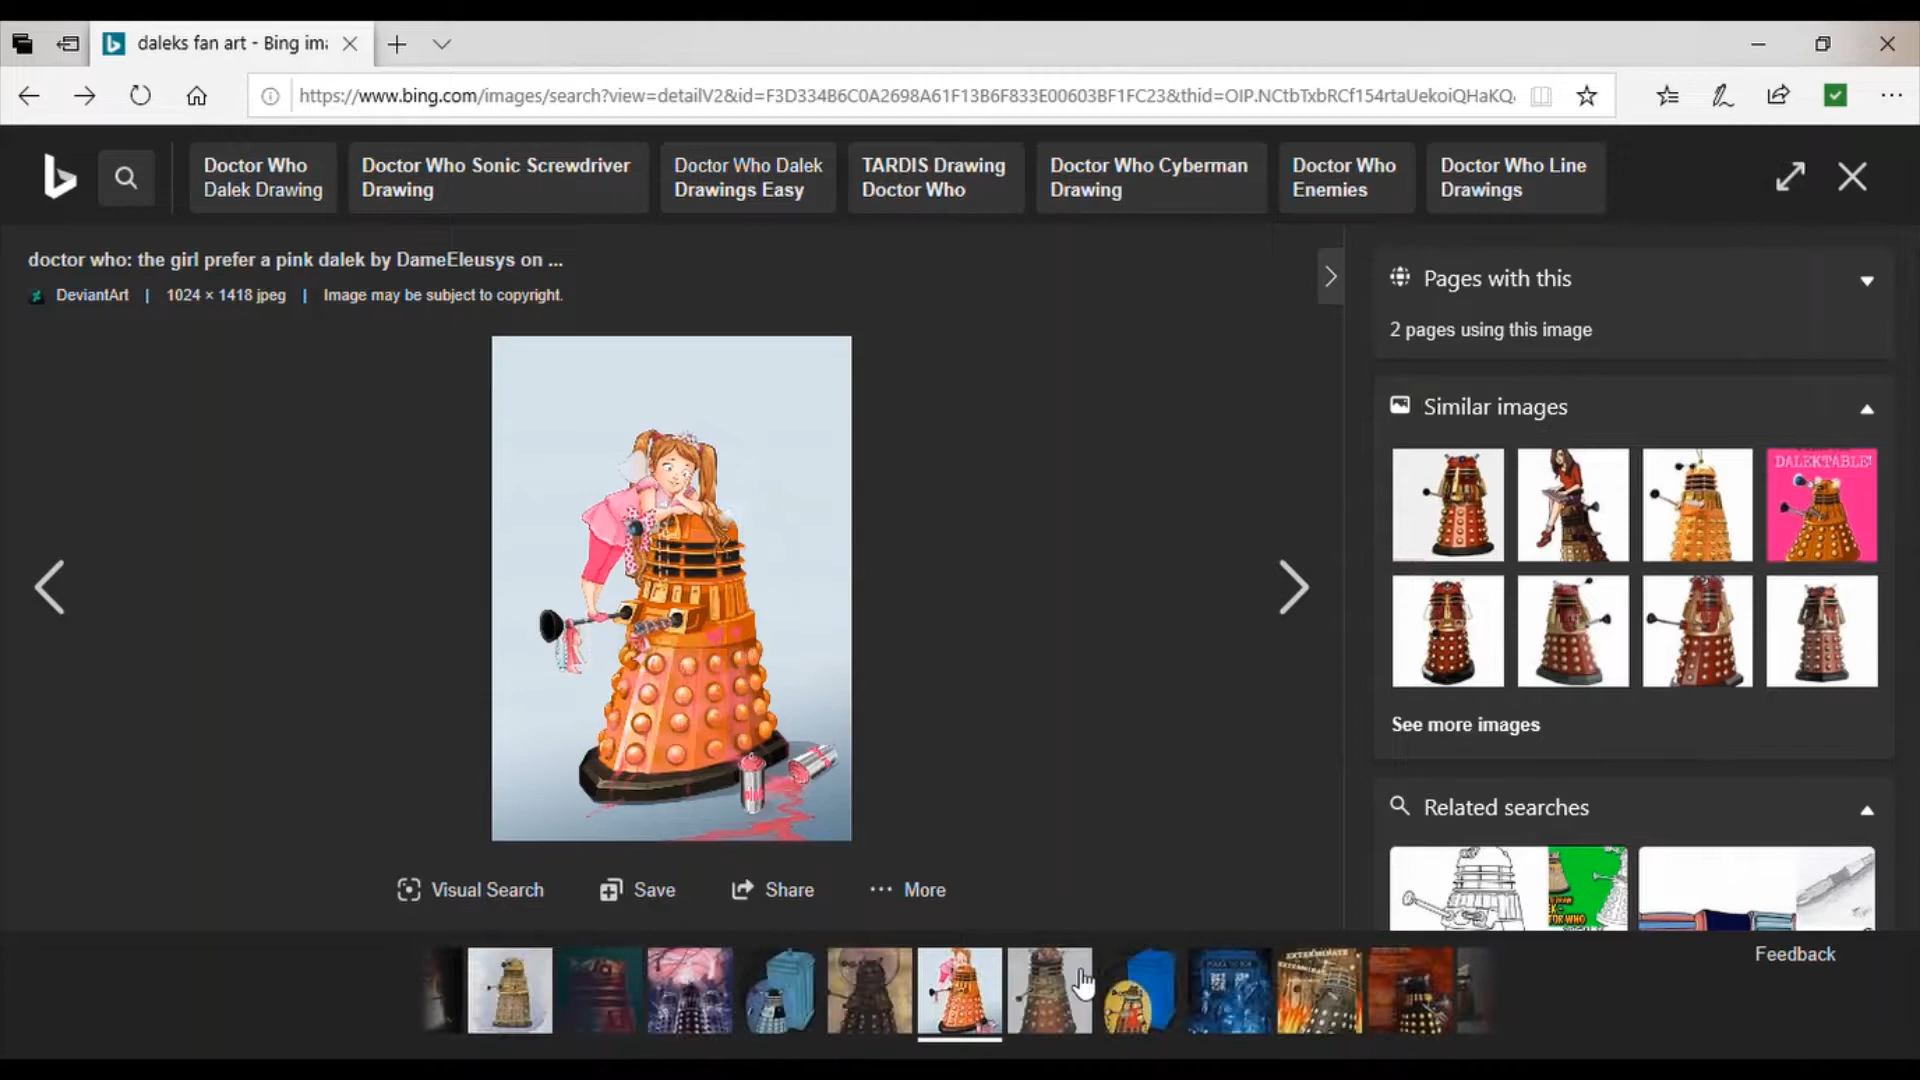 daleks fan art - Bing ima
https://www.bing.com/images/search?view=detailV2&id=F3D334B6C0A2698A61F13B6F833E00603BF1FC23&thid=OIP.NCtbTxbRCf154rtaUekoiQHaKQ
Doctor Who
Dalek Drawing
Doctor Who Sonic Screwdriver
Drawing
Doctor Who Dalek
Drawings Easy
TARDIS Drawing
Doctor Who
Doctor Who Cyberman
Drawing
Doctor Who
Enemies
Doctor Who Line
Drawings
doctor who: the girl prefer a pink dalek by DameEleusys on ...
DeviantArt | 1024 × 1418 jpeg | Image may be subject to copyright.
Pages with this
2 pages using this image
Similar images
DALEKTABLE!
See more images
Related searches
OR WHO
Visual Search
Save
Share
More
Feedback
EXTERMINATE